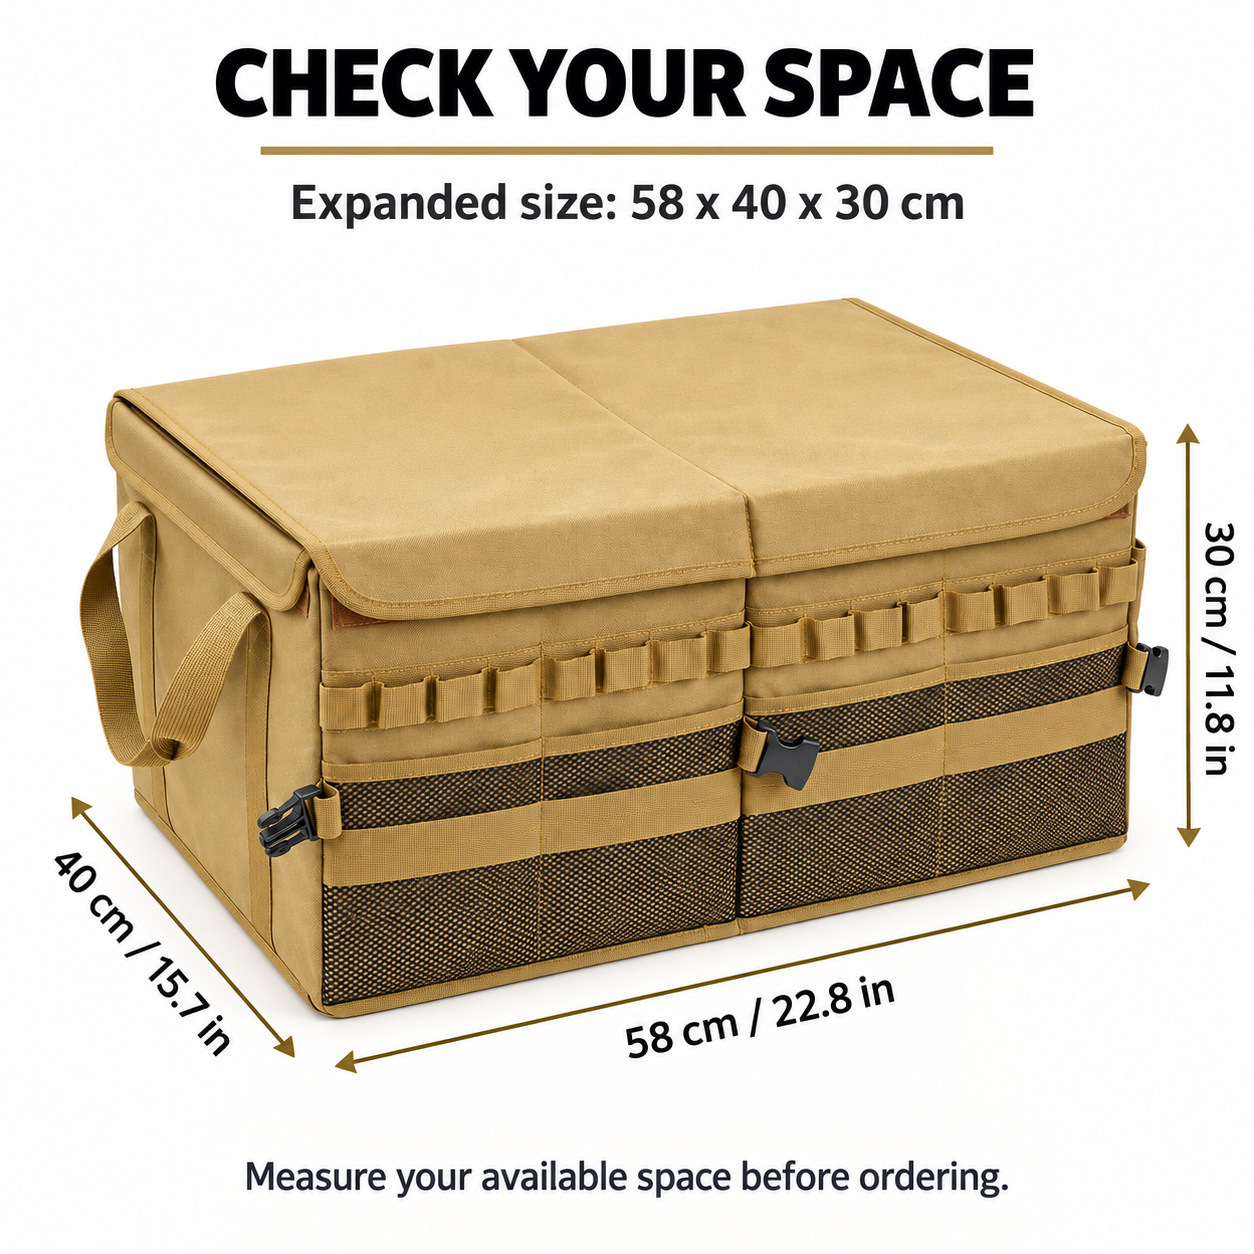 CHECK YOUR SPACE
Expanded size: 58 x 40 x 30 cm
30 cm / 11.8 in
40 cm / 15.7 in
58 cm / 22.8 in
Measure your available space before ordering.